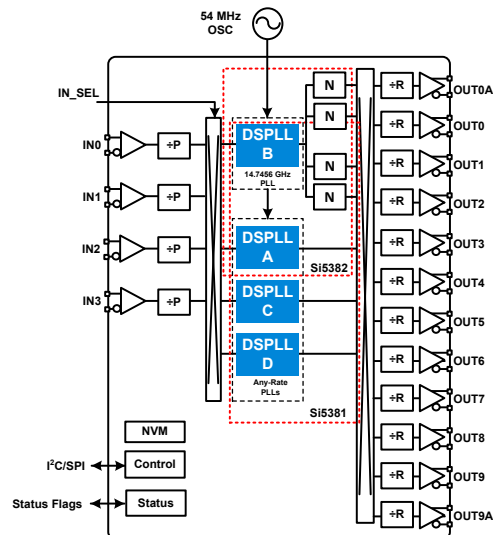 54 MHz
OSC
IN_SEL
N
÷R
OUT0A
N
÷R
OUT0
IN0
÷P
DSPLL
B
14.7456 GHz
PLL
N
÷R
OUT1
N
÷R
OUT2
IN1
÷P
÷R
OUT3
IN2
÷P
DSPLL
A
Si5382
÷R
OUT4
IN3
÷P
DSPLL
C
÷R
OUT5
DSPLL
D
÷R
OUT6
Any-Rate
PLLs
Si5381
÷R
OUT7
NVM
÷R
OUT8
I²C/SPI
Control
÷R
OUT9
Status Flags
Status
÷R
OUT9A